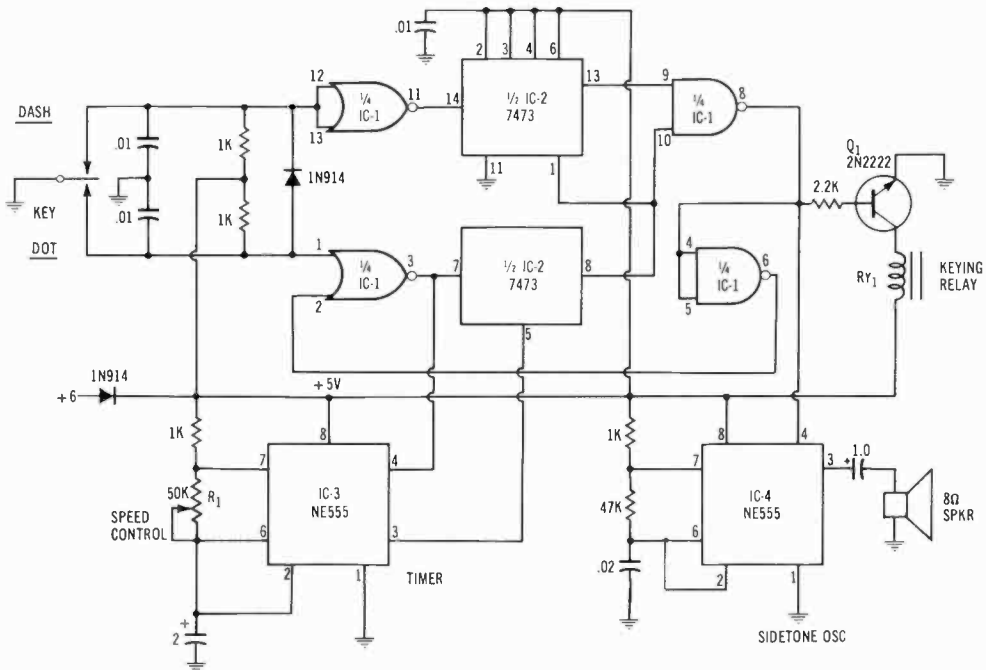 .01
2
3
4
6
12
13
¼
IC-1
11
14
½ IC-2
7473
13
11
1
9
10
¼
IC-1
8
DASH
.01
.01
KEY
DOT
1K
1K
1N914
1
2
¼
IC-1
3
7
½ IC-2
7473
8
5
4
5
¼
IC-1
6
Q1
2N2222
2.2K
RY1
KEYING
RELAY
+6
1N914
+5V
1K
50K
R1
SPEED
CONTROL
2
+
8
7
6
2
1
4
3
IC-3
NE555
TIMER
1K
47K
.02
8
4
7
6
2
1
3
IC-4
NE555
+
1.0
8Ω
SPKR
SIDETONE OSC